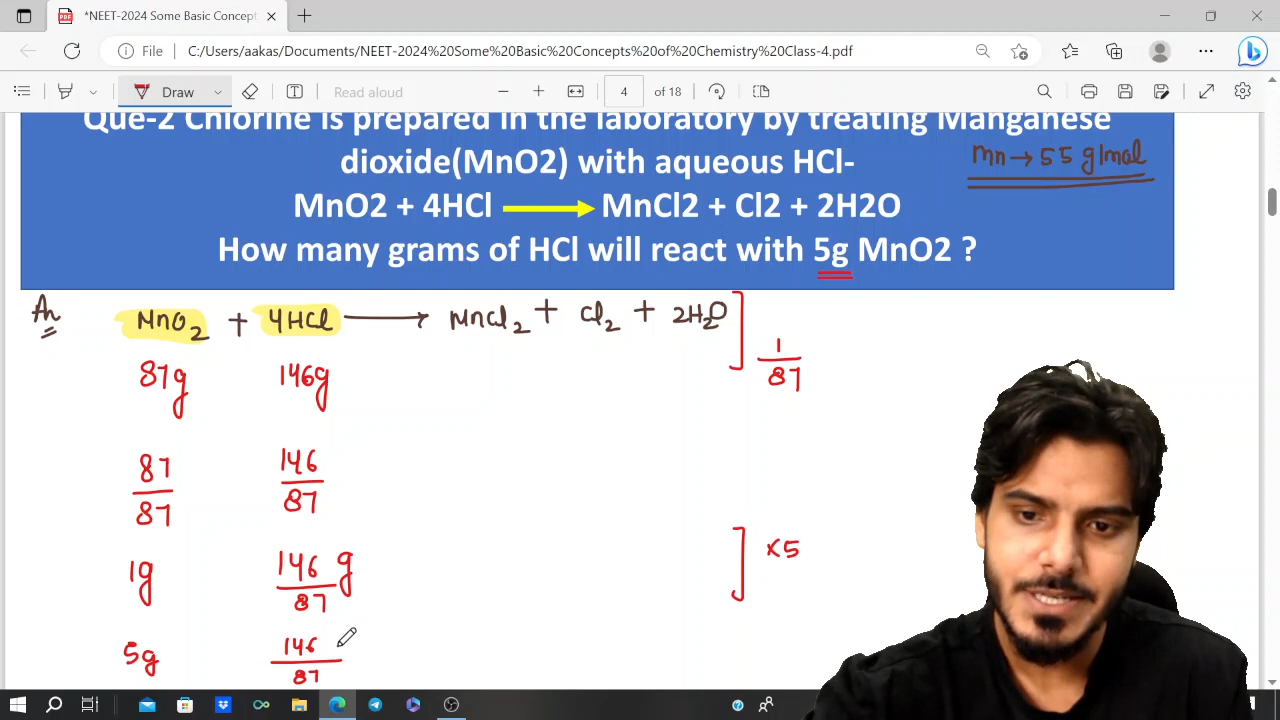 *NEET-2024 Some Basic Concept
File C:/Users/aakas/Documents/NEET-2024%20Some%20Basic%20Concepts%20of%20Chemistry%20Class-4.pdf
Draw Read aloud 4 of 18
Que-2 Chlorine is prepared in the laboratory by treating Manganese
dioxide(MnO2) with aqueous HCl-
Mn → 55 g/mol
MnO2 + 4HCl → MnCl2 + Cl2 + 2H2O
How many grams of HCl will react with 5g MnO2 ?
An
MnO₂ + 4HCl → MnCl₂ + Cl₂ + 2H₂O
1/87
87g 146g
87/87 146/87
1g 146/87 g
×5
5g 146/87